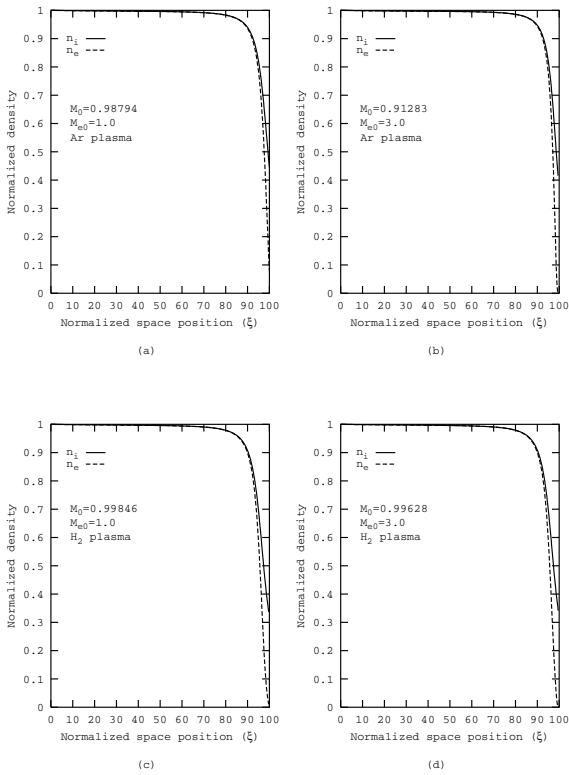 1
0.9
0.8
0.7
0.6
0.5
0.4
0.3
0.2
0.1
0
Normalized density
n_i
n_e
M_0=0.98794
M_e0=1.0
Ar plasma
0 10 20 30 40 50 60 70 80 90 100
Normalized space position (ξ)
(a)
1
0.9
0.8
0.7
0.6
0.5
0.4
0.3
0.2
0.1
0
Normalized density
n_i
n_e
M_0=0.91283
M_e0=3.0
Ar plasma
0 10 20 30 40 50 60 70 80 90 100
Normalized space position (ξ)
(b)
1
0.9
0.8
0.7
0.6
0.5
0.4
0.3
0.2
0.1
0
Normalized density
n_i
n_e
M_0=0.99846
M_e0=1.0
H_2 plasma
0 10 20 30 40 50 60 70 80 90 100
Normalized space position (ξ)
(c)
1
0.9
0.8
0.7
0.6
0.5
0.4
0.3
0.2
0.1
0
Normalized density
n_i
n_e
M_0=0.99628
M_e0=3.0
H_2 plasma
0 10 20 30 40 50 60 70 80 90 100
Normalized space position (ξ)
(d)